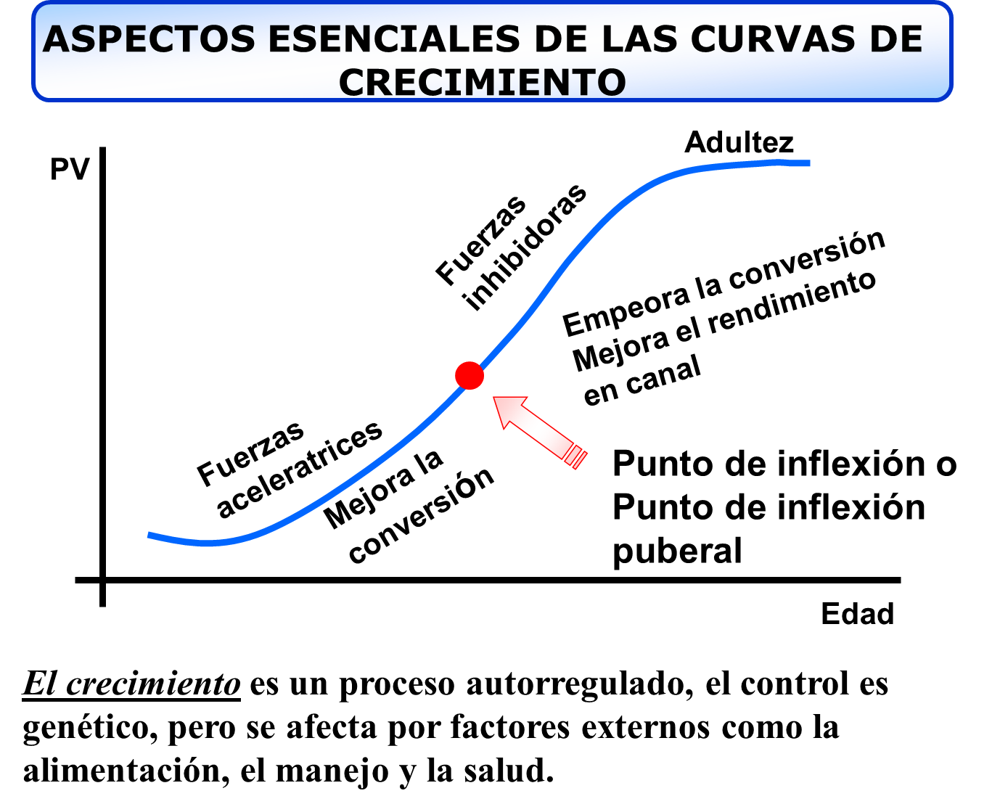 ASPECTOS ESENCIALES DE LAS CURVAS DE
CRECIMIENTO
Adultez
PV
Fuerzas
inhibidoras
Empeora la conversión
Mejora el rendimiento
en canal
Fuerzas
aceleratrices
Mejora la
conversión
Punto de inflexión o
Punto de inflexión
puberal
Edad
El crecimiento es un proceso autorregulado, el control es
genético, pero se afecta por factores externos como la
alimentación, el manejo y la salud.